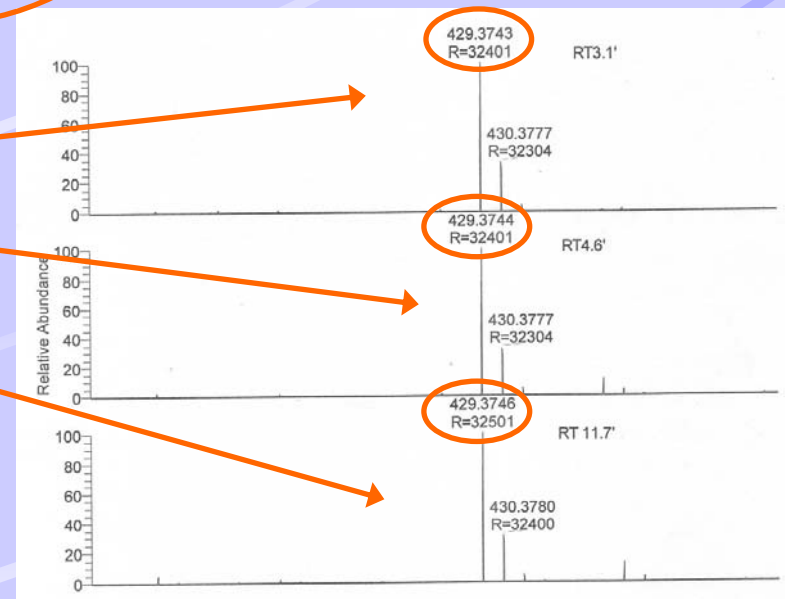 429.3743
R=32401
RT3.1'
100
80
60
430.3777
R=32304
40
20
0
429.3744
R=32401
RT4.6'
100
80
60
430.3777
R=32304
40
20
0
Relative Abundance
429.3746
R=32501
RT 11.7'
100
80
60
430.3780
R=32400
40
20
0